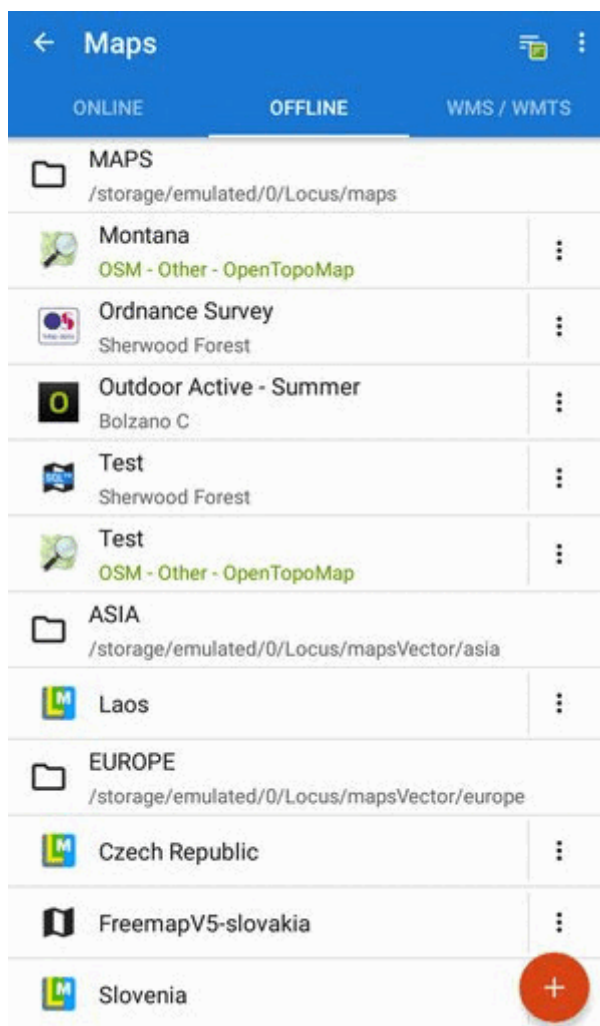 Maps
ONLINE OFFLINE WMS / WMTS
MAPS
/storage/emulated/0/Locus/maps
Montana
OSM - Other - OpenTopoMap
Ordnance Survey
Sherwood Forest
Outdoor Active - Summer
Bolzano C
Test
Sherwood Forest
Test
OSM - Other - OpenTopoMap
ASIA
/storage/emulated/0/Locus/mapsVector/asia
Laos
EUROPE
/storage/emulated/0/Locus/mapsVector/europe
Czech Republic
FreemapV5-slovakia
Slovenia